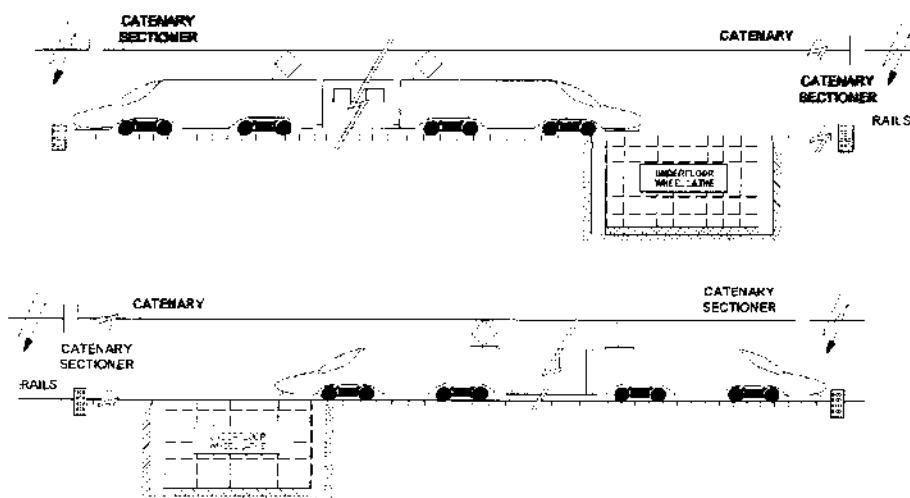 CATENARY
SECTIONER
CATENARY
CATENARY
SECTIONER
RAILS
UNDERFLOOR
WHEEL LATHE
CATENARY
CATENARY
SECTIONER
CATENARY
SECTIONER
RAILS